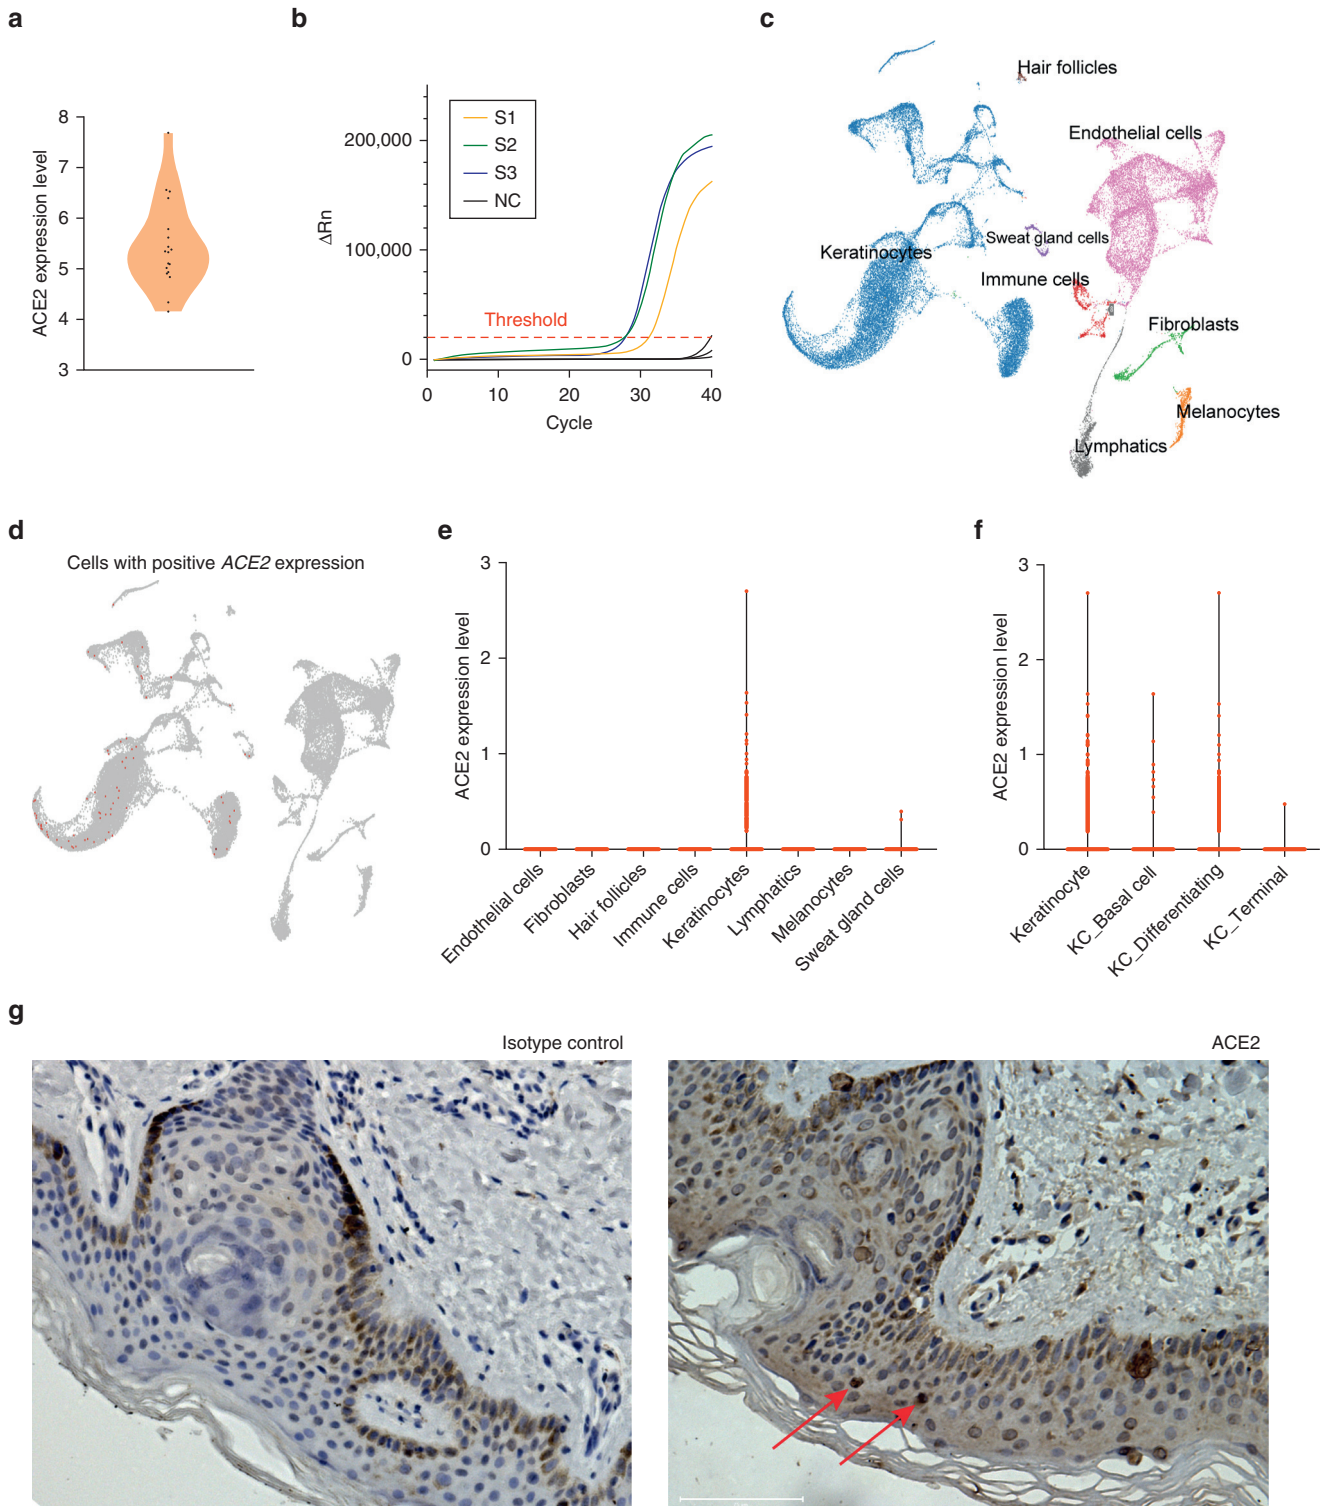 a
ACE2 expression level
8
7
6
5
4
3
b
ΔRn
200,000
100,000
0
S1
S2
S3
NC
Threshold
0
10
20
30
40
Cycle
c
Hair follicles
Endothelial cells
Sweat gland cells
Keratinocytes
Immune cells
Fibroblasts
Melanocytes
Lymphatics
d
Cells with positive ACE2 expression
e
ACE2 expression level
3
2
1
0
Endothelial cells
Fibroblasts
Hair follicles
Immune cells
Keratinocytes
Lymphatics
Melanocytes
Sweat gland cells
f
ACE2 expression level
3
2
1
0
Keratinocyte
KC_Basal cell
KC_Differentiating
KC_Terminal
g
Isotype control
ACE2